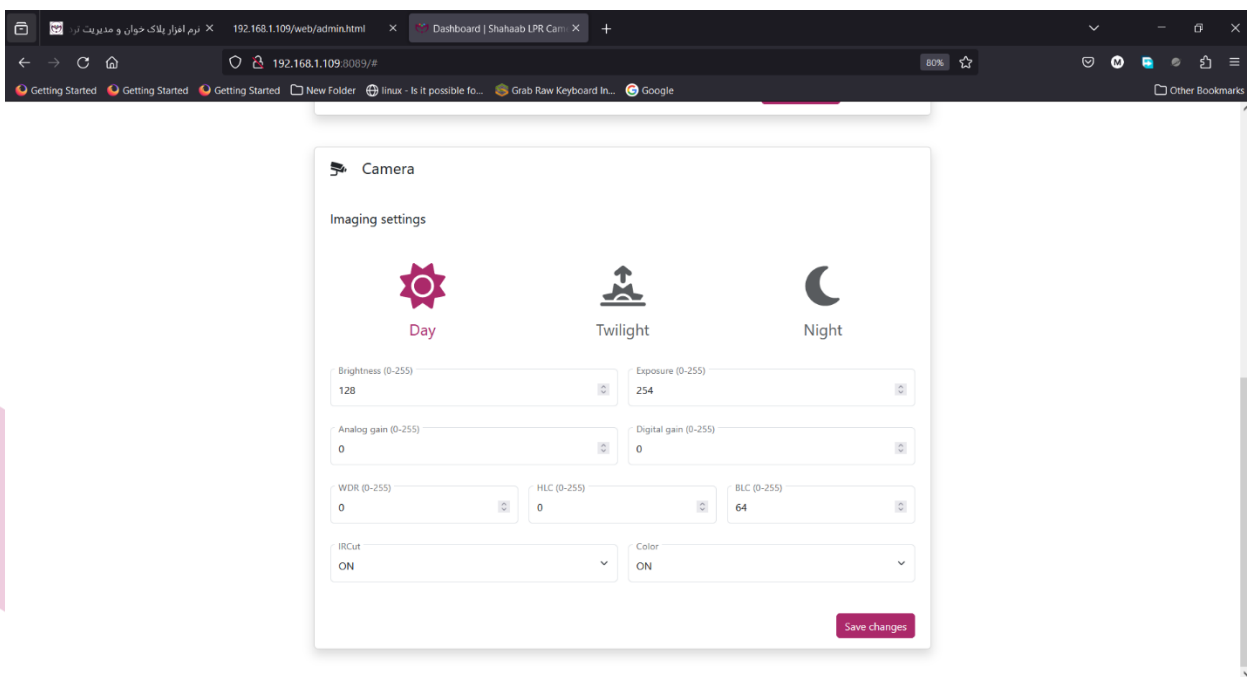 نرم افزار پلاک خوان و مدیریت ترد
192.168.1.109/web/admin.html
Dashboard | Shahaab LPR Cam
192.168.1.109:8089/#
80%
Getting Started
Getting Started
Getting Started
New Folder
linux - Is it possible fo...
Grab Raw Keyboard In...
Google
Other Bookmarks
Camera
Imaging settings
Day
Twilight
Night
Brightness (0-255)
128
Exposure (0-255)
254
Analog gain (0-255)
0
Digital gain (0-255)
0
WDR (0-255)
0
HLC (0-255)
0
BLC (0-255)
64
IRCut
ON
Color
ON
Save changes